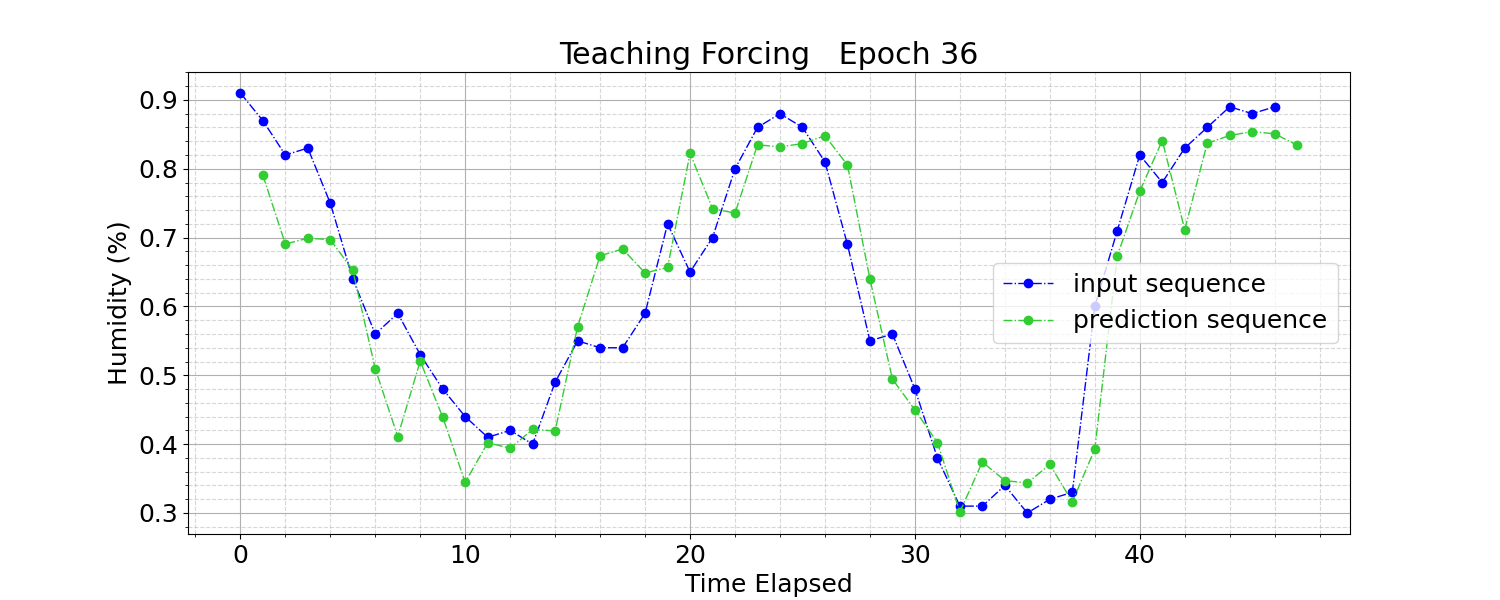 Teaching Forcing   Epoch 36
Humidity (%)
0.9
0.8
0.7
0.6
0.5
0.4
0.3
input sequence
prediction sequence
0 10 20 30 40
Time Elapsed